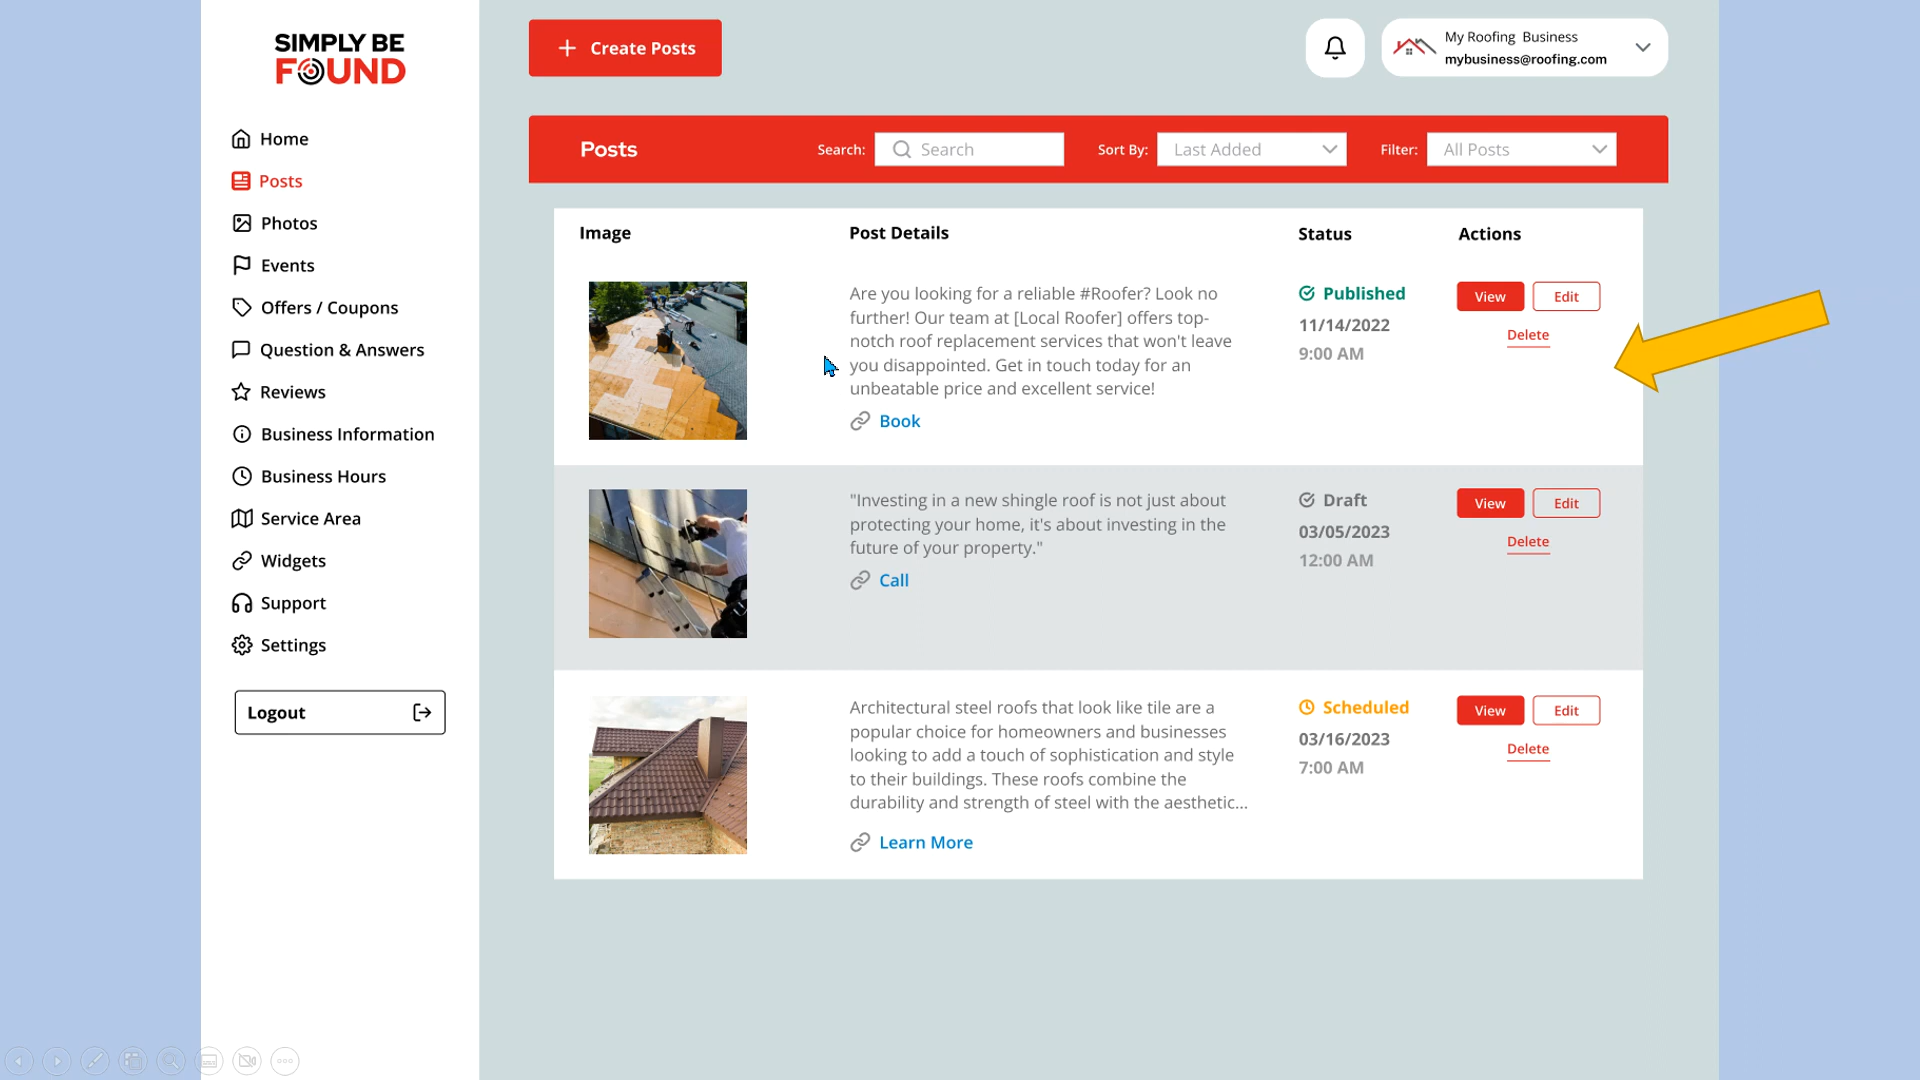 SIMPLY BE
FOUND
Home
Posts
Photos
Events
Offers / Coupons
Question & Answers
Reviews
Business Information
Business Hours
Service Area
Widgets
Support
Settings
Logout
Create Posts
My Roofing Business
mybusiness@roofing.com
Posts
Search:
Search
Sort By:
Last Added
Filter:
All Posts
Image
Post Details
Status
Actions
Are you looking for a reliable #Roofer? Look no
further! Our team at [Local Roofer] offers top-
notch roof replacement services that won't leave
you disappointed. Get in touch today for an
unbeatable price and excellent service!
Book
Published
11/14/2022
9:00 AM
View
Edit
Delete
"Investing in a new shingle roof is not just about
protecting your home, it's about investing in the
future of your property."
Call
Draft
03/05/2023
12:00 AM
View
Edit
Delete
Architectural steel roofs that look like tile are a
popular choice for homeowners and businesses
looking to add a touch of sophistication and style
to their buildings. These roofs combine the
durability and strength of steel with the aesthetic...
Learn More
Scheduled
03/16/2023
7:00 AM
View
Edit
Delete